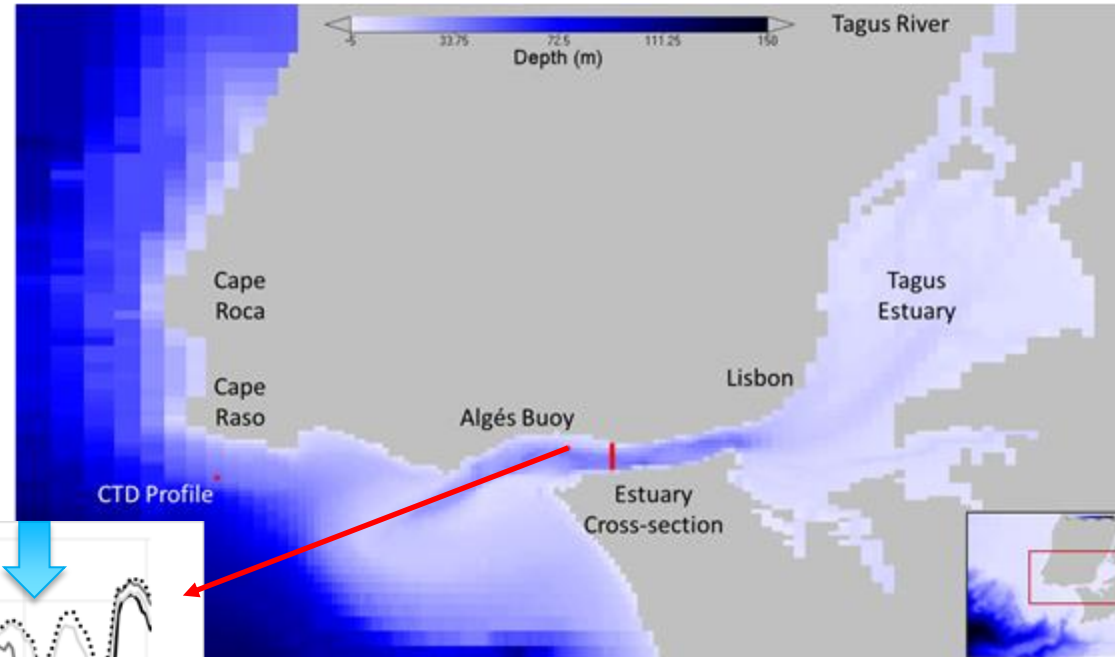 Tagus River
-5 33.75 72.5 111.25 150
Depth (m)
Cape
Roca
Tagus
Estuary
Cape
Raso
Lisbon
Algés Buoy
CTD Profile
Estuary
Cross-section